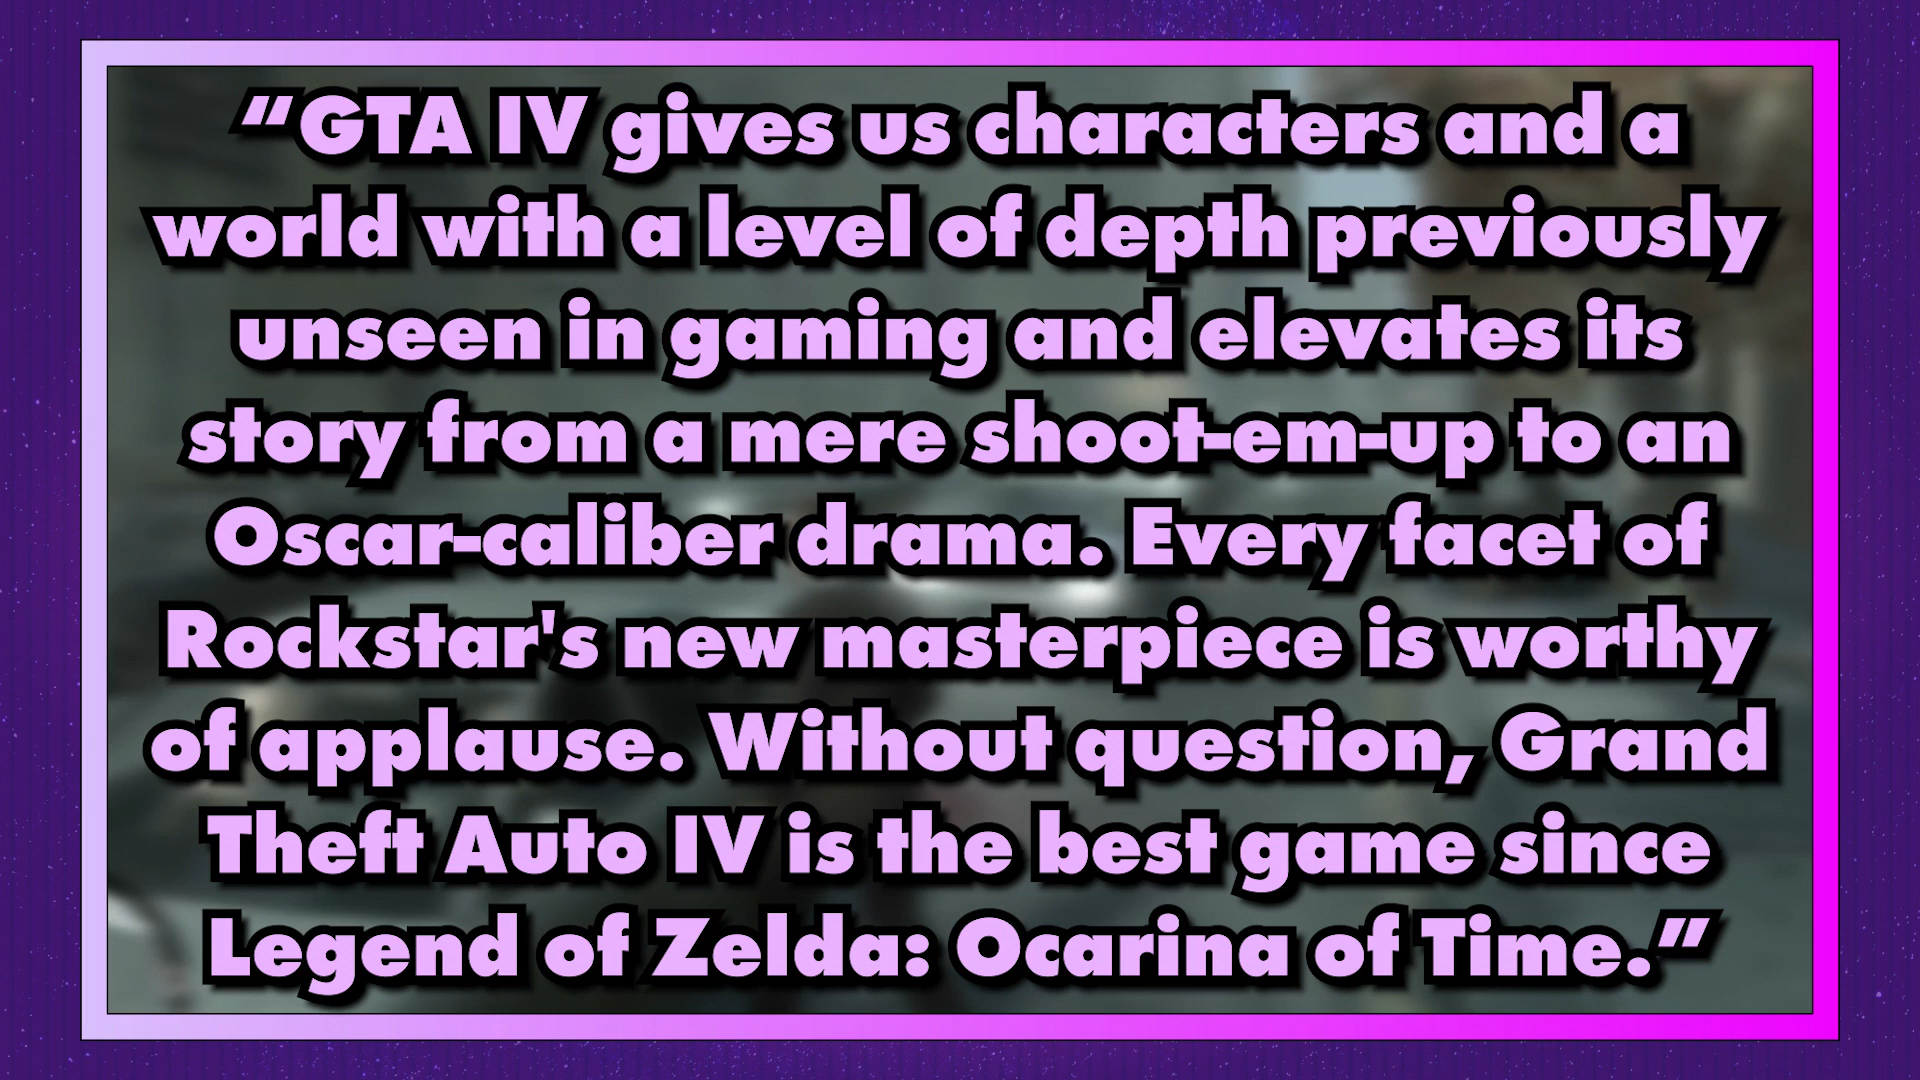 “GTA IV gives us characters and a
world with a level of depth previously
unseen in gaming and elevates its
story from a mere shoot-em-up to an
Oscar-caliber drama. Every facet of
Rockstar's new masterpiece is worthy
of applause. Without question, Grand
Theft Auto IV is the best game since
Legend of Zelda: Ocarina of Time.”